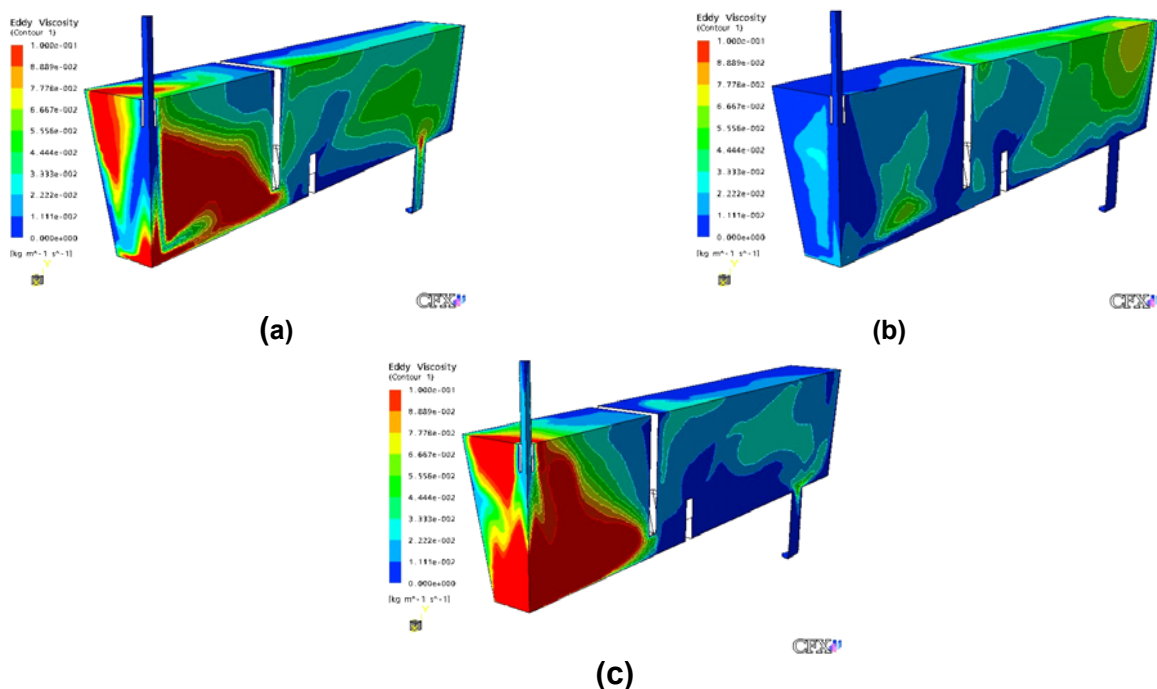 Eddy Viscosity
(Contour 1)
1.000e-001
8.889e-002
7.778e-002
6.667e-002
5.556e-002
4.444e-002
3.333e-002
2.222e-002
1.111e-002
0.000e+000
[kg m^-1 s^-1]
Y
CFX
(a)
Eddy Viscosity
(Contour 1)
1.000e-001
8.889e-002
7.778e-002
6.667e-002
5.556e-002
4.444e-002
3.333e-002
2.222e-002
1.111e-002
0.000e+000
[kg m^-1 s^-1]
Y
CFX
(b)
Eddy Viscosity
(Contour 1)
1.000e-001
8.889e-002
7.778e-002
6.667e-002
5.556e-002
4.444e-002
3.333e-002
2.222e-002
1.111e-002
0.000e+000
[kg m^-1 s^-1]
Y
CFX
(c)